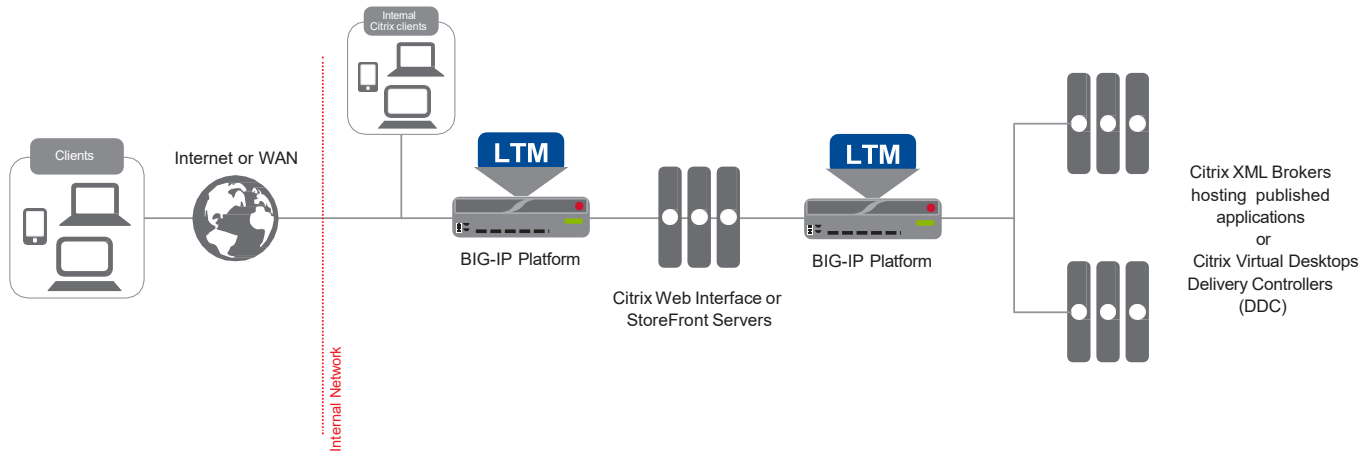 Internal
Citrix clients
Clients
Internet or WAN
Internal Network
LTM
BIG-IP Platform
Citrix Web Interface or
StoreFront Servers
LTM
BIG-IP Platform
Citrix XML Brokers
hosting published
applications
or
Citrix Virtual Desktops
Delivery Controllers
(DDC)